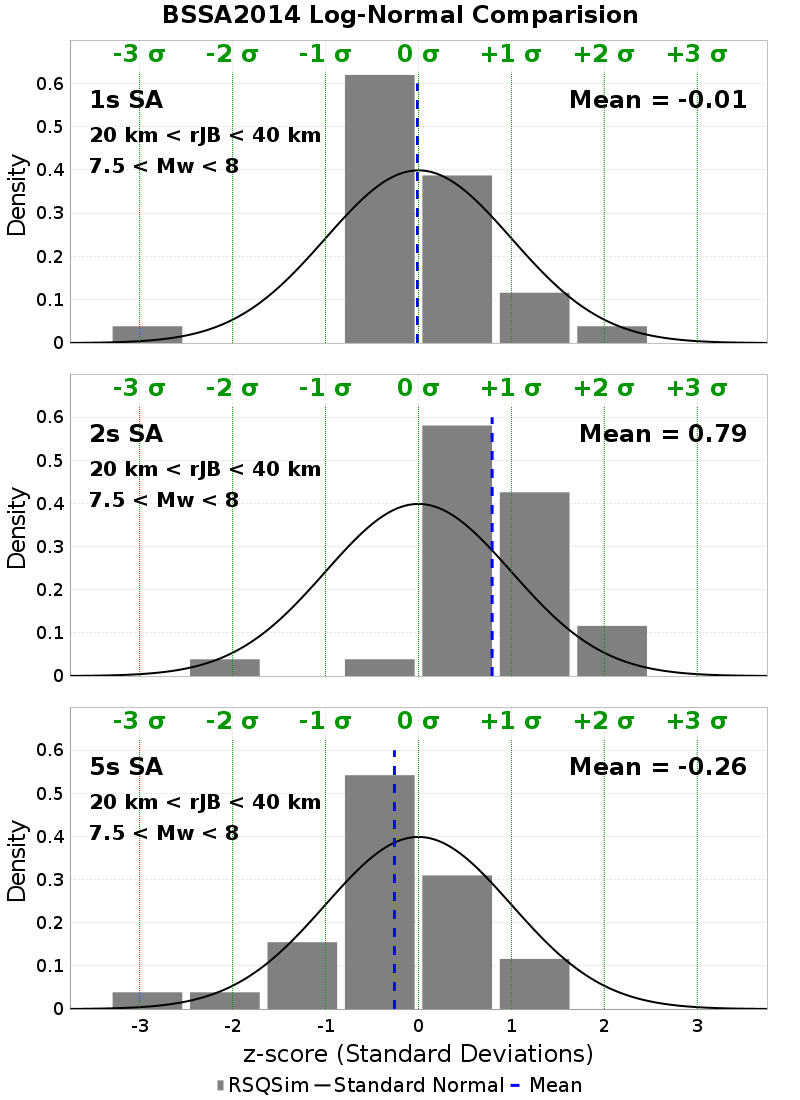 BSSA2014 Log-Normal Comparision
-3 σ -2 σ -1 σ 0 σ +1 σ +2 σ +3 σ
1s SA
Mean = -0.01
20 km < rJB < 40 km
7.5 < Mw < 8
Density
0.6
0.5
0.4
0.3
0.2
0.1
0
-3 σ -2 σ -1 σ 0 σ +1 σ +2 σ +3 σ
2s SA
Mean = 0.79
20 km < rJB < 40 km
7.5 < Mw < 8
Density
0.6
0.5
0.4
0.3
0.2
0.1
0
-3 σ -2 σ -1 σ 0 σ +1 σ +2 σ +3 σ
5s SA
Mean = -0.26
20 km < rJB < 40 km
7.5 < Mw < 8
Density
0.6
0.5
0.4
0.3
0.2
0.1
0
-3 -2 -1 0 1 2 3
z-score (Standard Deviations)
RSQSim Standard Normal Mean